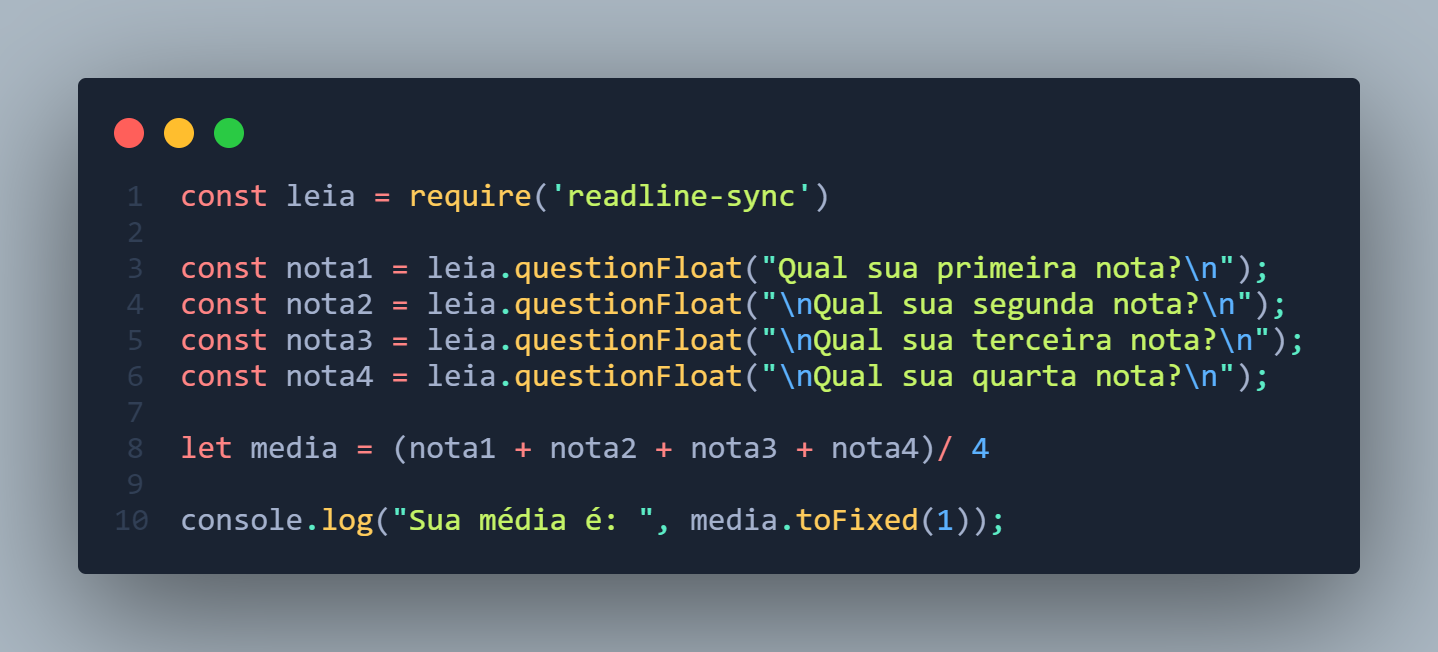 1 const leia = require('readline-sync')
2
3 const nota1 = leia.questionFloat("Qual sua primeira nota?\n");
4 const nota2 = leia.questionFloat("\nQual sua segunda nota?\n");
5 const nota3 = leia.questionFloat("\nQual sua terceira nota?\n");
6 const nota4 = leia.questionFloat("\nQual sua quarta nota?\n");
7
8 let media = (nota1 + nota2 + nota3 + nota4)/ 4
9
10 console.log("Sua média é: ", media.toFixed(1));